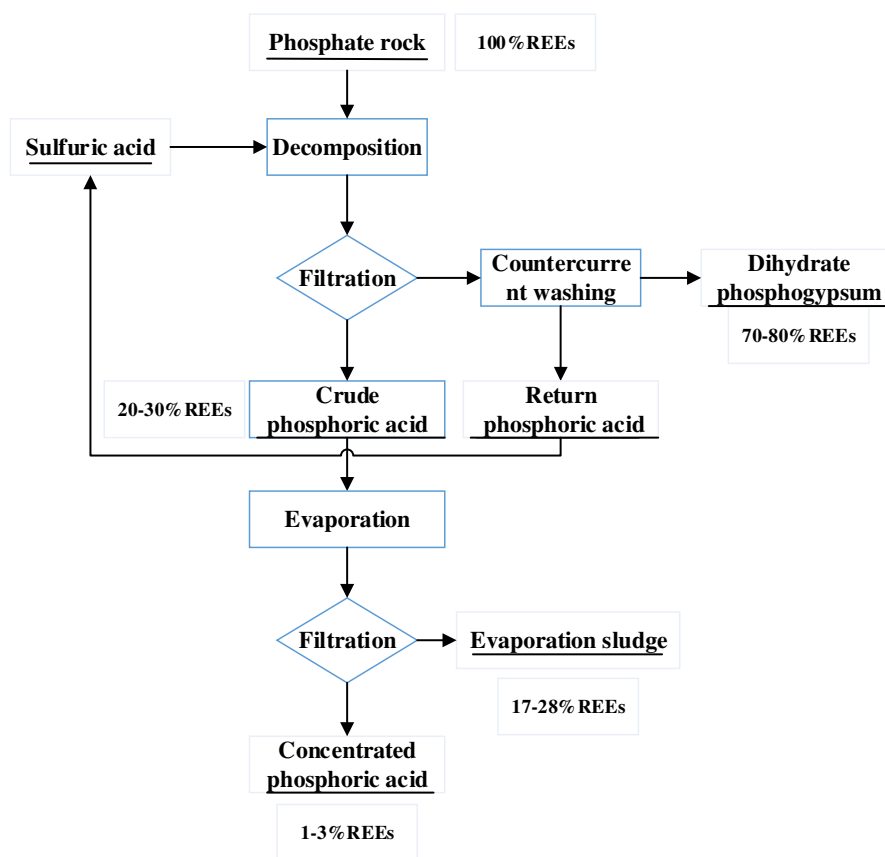 Phosphate rock
100%REEs
Sulfuric acid
Decomposition
Filtration
Countercurre
nt washing
Dihydrate
phosphogypsum
70-80%REEs
20-30%REEs
Crude
phosphoric acid
Return
phosphoric acid
Evaporation
Filtration
Evaporation sludge
17-28%REEs
Concentrated
phosphoric acid
1-3%REEs